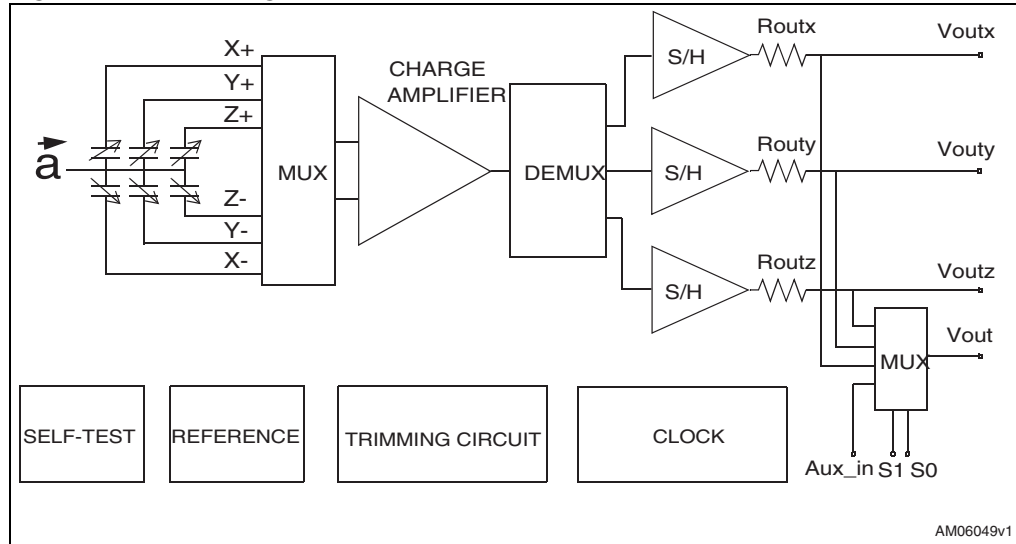 X+
Y+
Z+
a
Z-
Y-
X-
MUX
CHARGE
AMPLIFIER
DEMUX
S/H
Routx
Voutx
S/H
Routy
Vouty
S/H
Routz
Voutz
Vout
MUX
Aux_in S1 S0
SELF-TEST
REFERENCE
TRIMMING CIRCUIT
CLOCK
AM06049v1